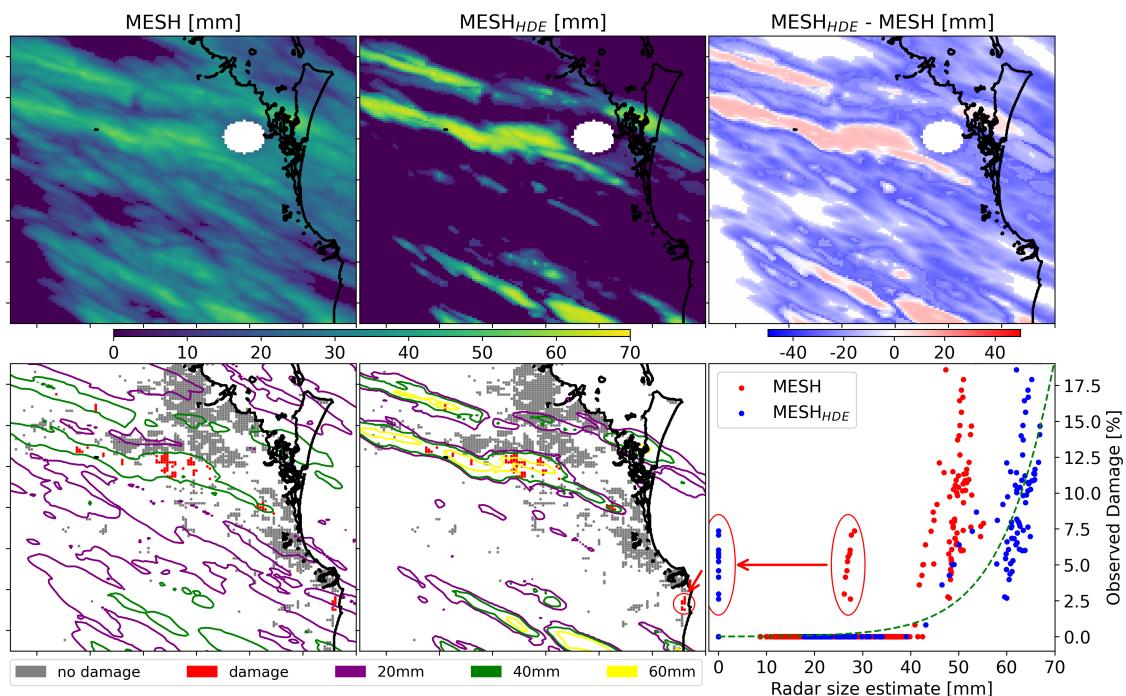 MESH [mm]
MESH_HDE [mm]
MESH_HDE - MESH [mm]
0 10 20 30 40 50 60 70
-40 -20 0 20 40
MESH
MESH_HDE
17.5
15.0
12.5
10.0
7.5
5.0
2.5
0.0
Observed Damage [%]
0 10 20 30 40 50 60 70
Radar size estimate [mm]
no damage damage 20mm 40mm 60mm